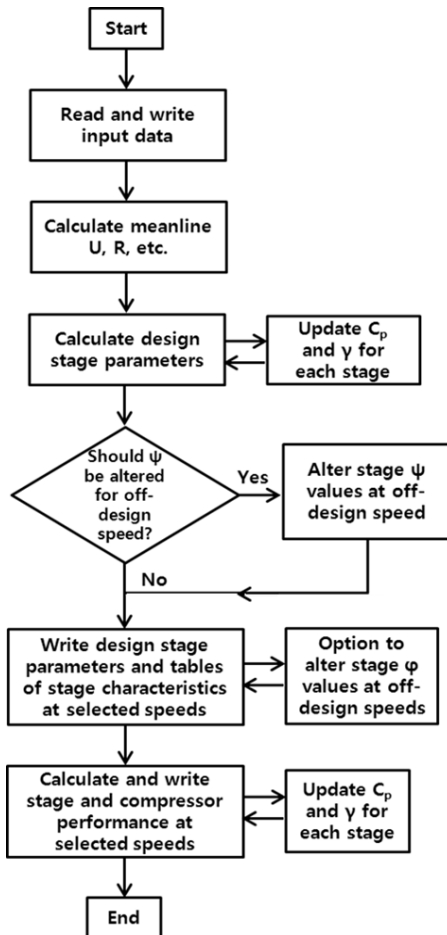 Start
Read and write
input data
Calculate meanline
U, R, etc.
Calculate design
stage parameters
Update Cp
and γ for
each stage
Should ψ
be altered
for off-
design
speed?
Yes
Alter stage ψ
values at off-
design speed
No
Write design stage
parameters and tables
of stage characteristics
at selected speeds
Option to
alter stage φ
values at off-
design speeds
Calculate and write
stage and compressor
performance at
selected speeds
Update Cp
and γ for
each stage
End